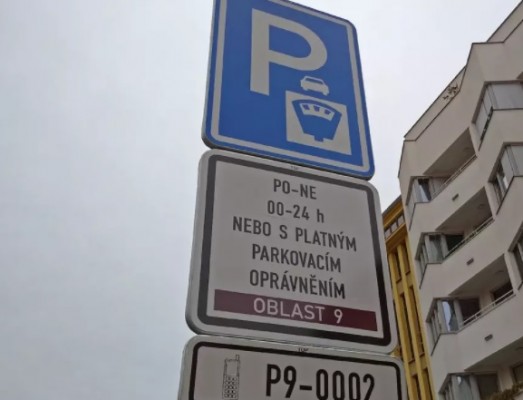 P
PO-NE
00-24 h
NEBO S PLATNÝM
PARKOVACÍM
OPRÁVNĚNÍM
OBLAST 9
P9-0002